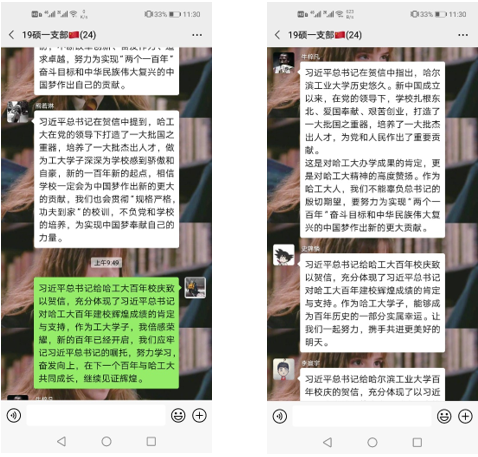 33% 11:30
19硕一支部🇨🇳(24)
求卓越，努力为实现“两个一百年”
奋斗目标和中华民族伟大复兴的
中国梦作出自己的贡献。
习近平总书记在贺信中提到，哈工
大在党的领导下打造了一大批国之
重器，培养了一大批杰出人才，做
为工大学子深深为学校感到骄傲和
自豪，新的一百年新的起点，相信
学校一定会为中国梦作出新的更大
的贡献，我们也会贯彻“规格严格，
功夫到家”的校训，不负党和学校
的培养，为实现中国梦奉献自己的
力量。
上午9:49
习近平总书记给哈工大百年校庆致
以贺信，充分体现了习近平总书记
对哈工大百年建校辉煌成绩的肯定
与支持，作为工大学子，我倍感荣
耀，新的百年已经开启，我们应牢
记习近平总书记的嘱托，努力学习，
奋发向上，在下一个百年与哈工大
共同成长，继续见证辉煌。
33% 11:30
19硕一支部🇨🇳(24)
习近平总书记在贺信中指出，哈尔
滨工业大学历史悠久。新中国成立
以来，在党的领导下，学校扎根东
北、爱国奉献、艰苦创业，打造了
一大批国之重器，培养了一大批杰出
人才，为党和人民作出了重要贡
献。
这是对哈工大办学成果的肯定，更
是对哈工大精神的高度赞扬。作为
哈工大人，我们不能辜负总书记的
殷切期望，要努力为实现“两个一
百年”奋斗目标和中华民族伟大复
兴的中国梦作出新的更大贡献。
习近平总书记给哈工大百年校庆致
以贺信，充分体现了习近平总书记
对哈工大百年建校辉煌成绩的肯定
与支持。作为哈工大学子，能够成
为百年历史的一部分实属幸运。让
我们一起努力，携手共进更美好的
明天。
习近平总书记给哈尔滨工业大学百
年校庆的贺信，充分体现了以习近